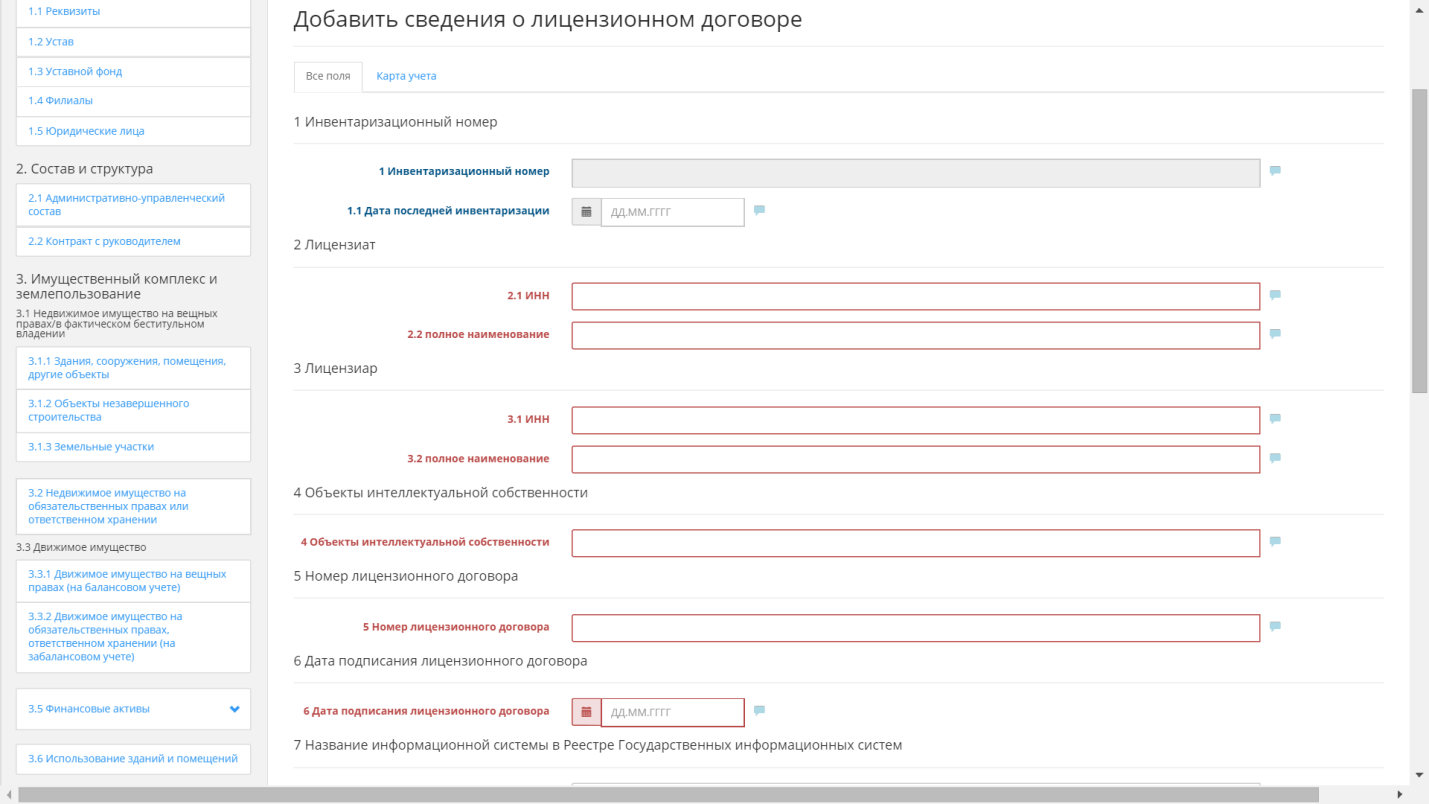 1.1 Реквизиты
1.2 Устав
1.3 Уставной фонд
1.4 Филиалы
1.5 Юридические лица
2. Состав и структура
2.1 Административно-управленческий
состав
2.2 Контракт с руководителем
3. Имущественный комплекс и
землепользование
3.1 Недвижимое имущество на вещных
правах/в фактическом беститульном
владении
3.1.1 Здания, сооружения, помещения,
другие объекты
3.1.2 Объекты незавершенного
строительства
3.1.3 Земельные участки
3.2 Недвижимое имущество на
обязательственных правах или
ответственном хранении
3.3 Движимое имущество
3.3.1 Движимое имущество на вещных
правах (на балансовом учете)
3.3.2 Движимое имущество на
обязательственных правах,
ответственном хранении (на
забалансовом учете)
3.5 Финансовые активы
3.6 Использование зданий и помещений
Добавить сведения о лицензионном договоре
Все поля
Карта учета
1 Инвентаризационный номер
1 Инвентаризационный номер
1.1 Дата последней инвентаризации
ДД.ММ.ГГГГ
2 Лицензиат
2.1 ИНН
2.2 полное наименование
3 Лицензиар
3.1 ИНН
3.2 полное наименование
4 Объекты интеллектуальной собственности
4 Объекты интеллектуальной собственности
5 Номер лицензионного договора
5 Номер лицензионного договора
6 Дата подписания лицензионного договора
6 Дата подписания лицензионного договора
ДД.ММ.ГГГГ
7 Название информационной системы в Реестре Государственных информационных систем